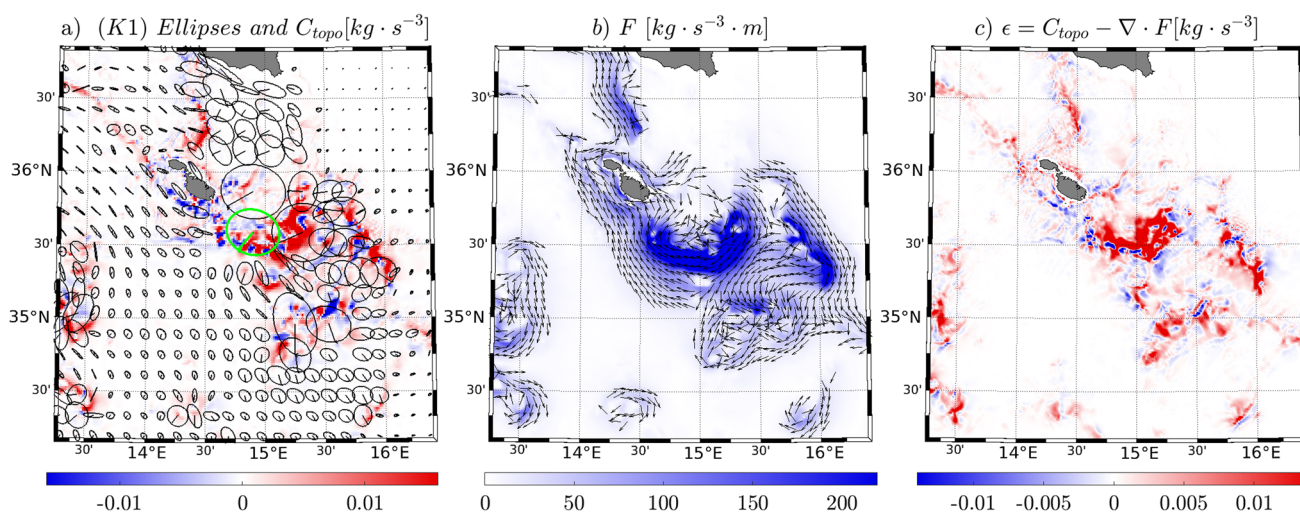 a) (K1) Ellipses and C_topo[kg · s⁻³]
b) F [kg · s⁻³ · m]
c) ϵ = C_topo − ∇ · F[kg · s⁻³]
30'
36°N
30'
35°N
30'
30' 14°E 30' 15°E 30' 16°E
30'
36°N
30'
35°N
30'
30' 14°E 30' 15°E 30' 16°E
30'
36°N
30'
35°N
30'
30' 14°E 30' 15°E 30' 16°E
-0.01 0 0.01
0 50 100 150 200
-0.01 -0.005 0 0.005 0.01